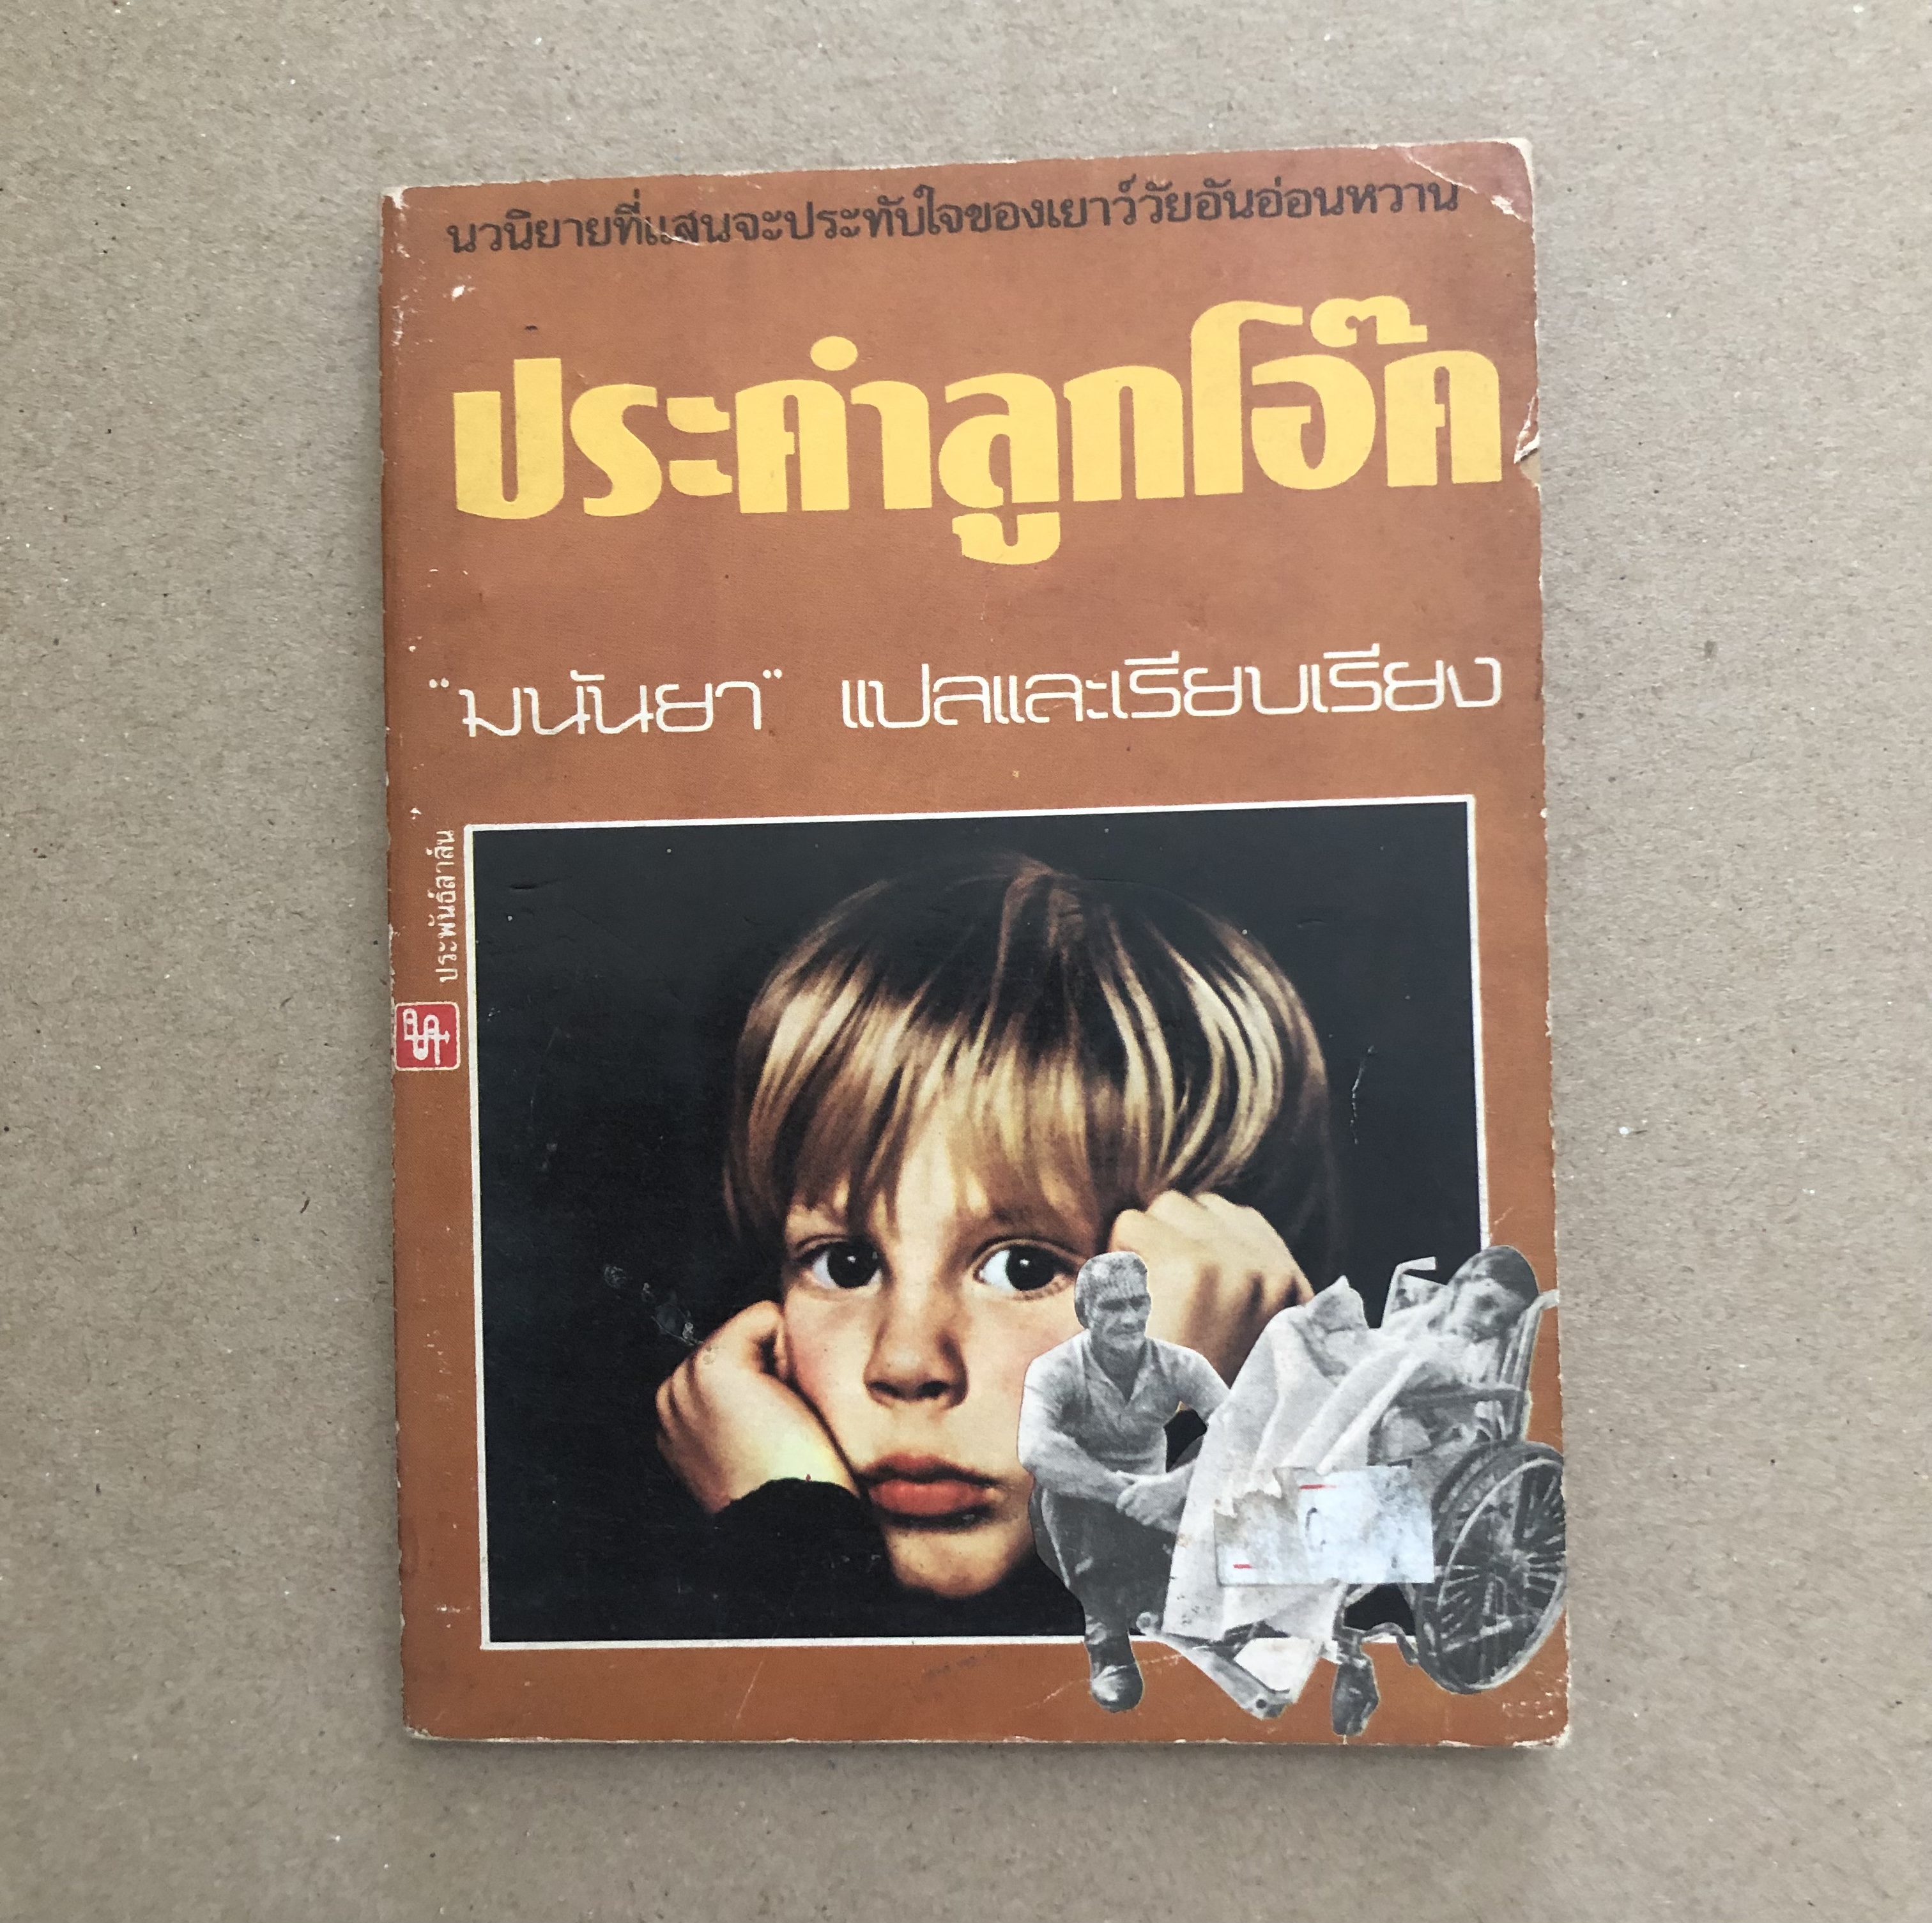 นวนิยายที่แสนจะประทับใจของเยาว์วัยอันอ่อนหวาน
ประคำลูกโอ๊ค
"มนันยา" แปลและเรียบเรียง
ประพันธ์สาส์น